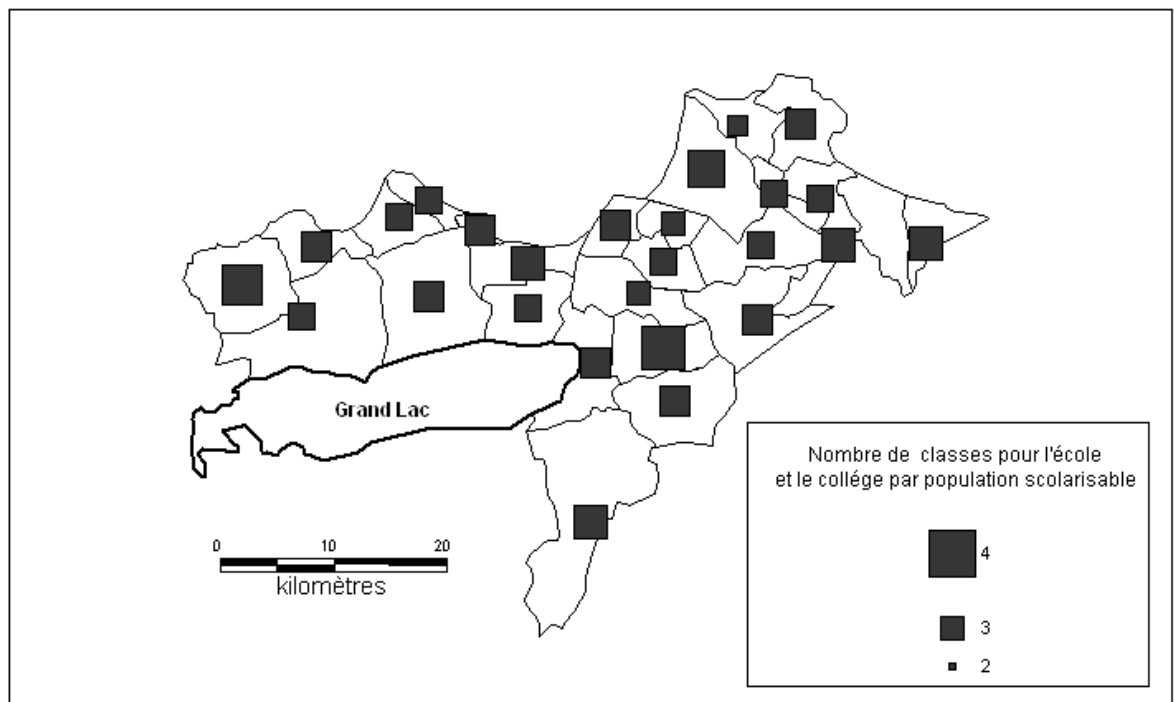 Grand Lac
0 10 20
kilomètres
Nombre de classes pour l'école
et le collége par population scolarisable
4
3
2